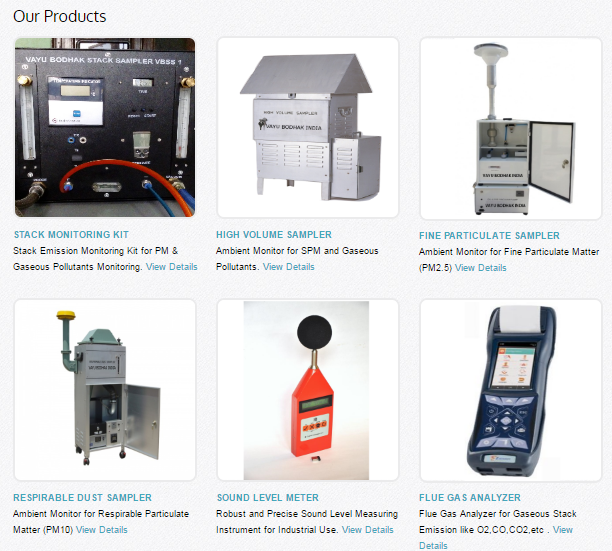 Our Products
VAYU BODHAK STACK SAMPLER VBSS 1
HIGH VOLUME SAMPLER
VAYU BODHAK INDIA
VAYU BODHAK INDIA
VAYU BODHAK INDIA
STACK MONITORING KIT
Stack Emission Monitoring Kit for PM &
Gaseous Pollutants Monitoring. View Details
HIGH VOLUME SAMPLER
Ambient Monitor for SPM and Gaseous
Pollutants. View Details
FINE PARTICULATE SAMPLER
Ambient Monitor for Fine Particulate Matter
(PM2.5) View Details
VAYU BODHAK INDIA
RESPIRABLE DUST SAMPLER
Ambient Monitor for Respirable Particulate
Matter (PM10) View Details
SOUND LEVEL METER
Robust and Precise Sound Level Measuring
Instrument for Industrial Use. View Details
FLUE GAS ANALYZER
Flue Gas Analyzer for Gaseous Stack
Emission like O2,CO,CO2,etc . View
Details